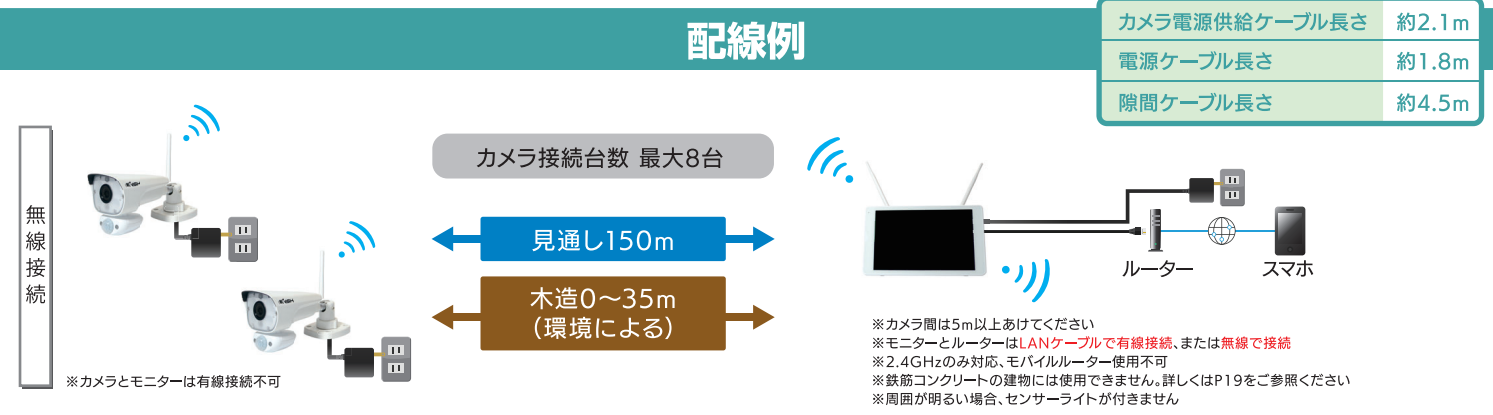 配線例
カメラ電源供給ケーブル長さ 約2.1m
電源ケーブル長さ 約1.8m
隙間ケーブル長さ 約4.5m
無線接続
カメラ接続台数 最大8台
見通し150m
木造0～35m
(環境による)
ルーター
スマホ
※カメラとモニターは有線接続不可
※カメラ間は5m以上あけてください
※モニターとルーターはLANケーブルで有線接続、または無線で接続
※2.4GHzのみ対応、モバイルルーター使用不可
※鉄筋コンクリートの建物には使用できません。詳しくはP19をご参照ください
※周囲が明るい場合、センサーライトが付きません